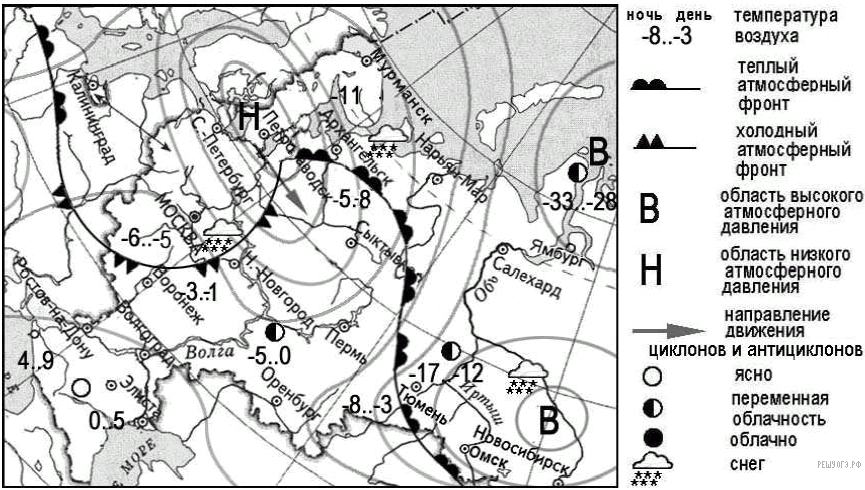 Мурманск
-11
Калининград
Н
С.-Петербург
Петрозаводск
Архангельск
Нарьян-Мар
В
-33..-28
-5..-8
МОСКВА
-6..-5
Сыктывкар
Ямбург
Салехард
Обь
Н.-Новгород
Воронеж
-3..-1
Ростов-на-Дону
Волгоград
Волга
Пермь
-5..0
4..9
Элиста
0..5
Оренбург
-8..-3
-17..-12
Тюмень
Иртыш
В
Новосибирск
Омск
МОРЕ
ночь день
-8..-3
температура
воздуха
теплый
атмосферный
фронт
холодный
атмосферный
фронт
В
область высокого
атмосферного
давления
Н
область низкого
атмосферного
давления
направление
движения
циклонов и антициклонов
ясно
переменная
облачность
облачно
снег
РЕШУОГЭ.РФ